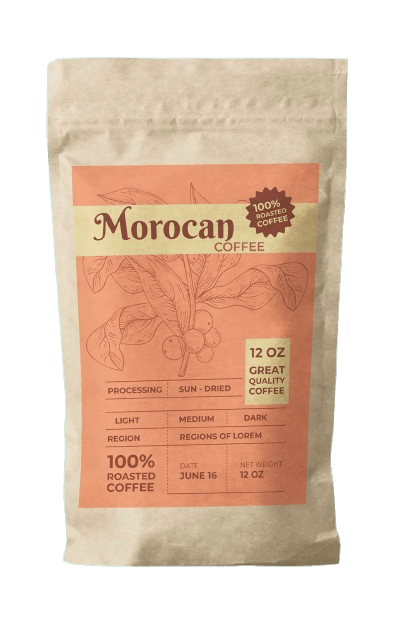 Morocan
COFFEE
100%
ROASTED
COFFEE
12 OZ
GREAT
QUALITY
COFFEE
PROCESSING SUN - DRIED
LIGHT MEDIUM DARK
REGION REGIONS OF LOREM
100%
ROASTED
COFFEE
DATE
JUNE 16
NET WEIGHT
12 OZ